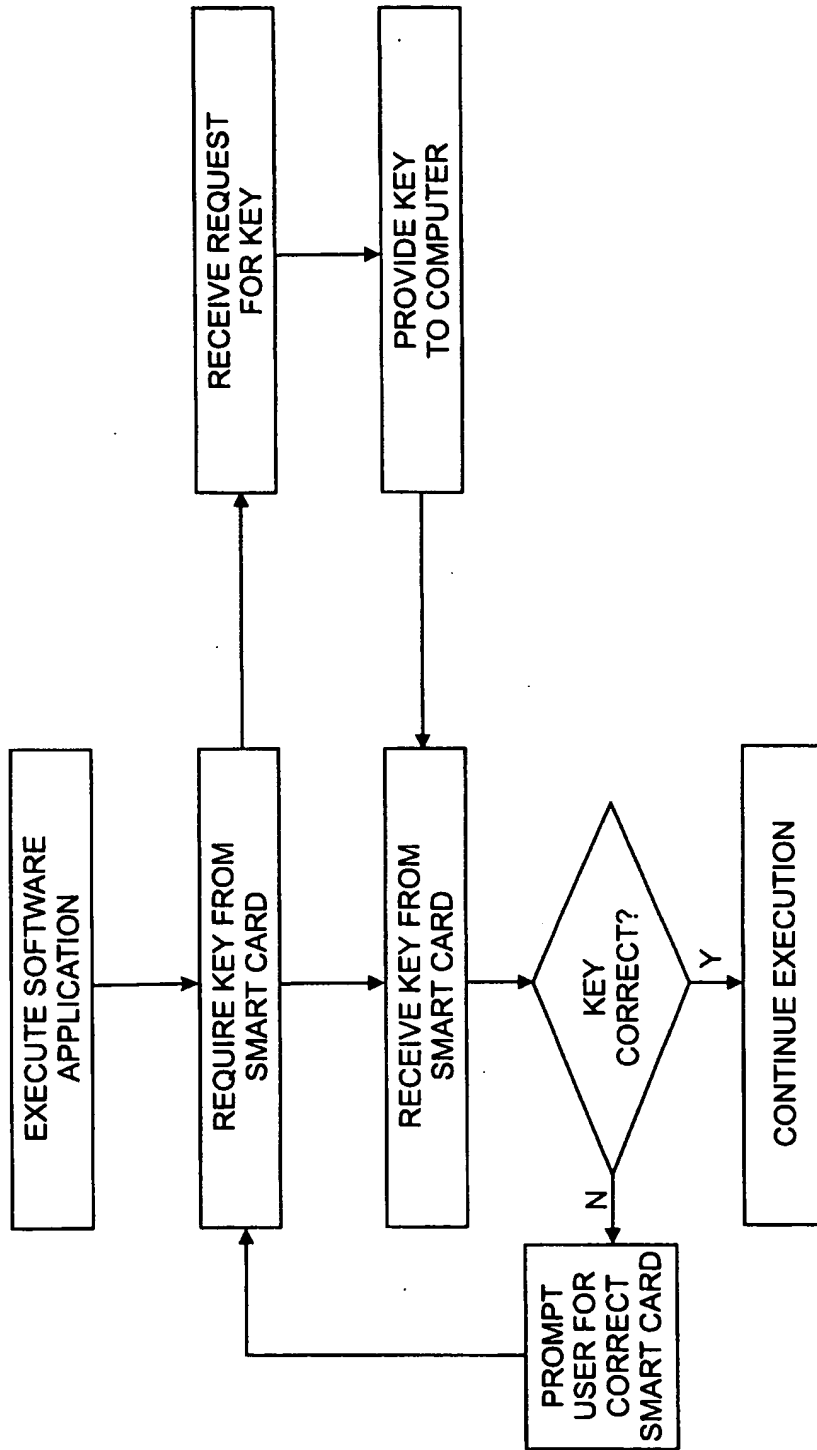 EXECUTE SOFTWARE
APPLICATION
REQUIRE KEY FROM
SMART CARD
RECEIVE REQUEST
FOR KEY
PROVIDE KEY
TO COMPUTER
RECEIVE KEY FROM
SMART CARD
KEY
CORRECT?
N
Y
PROMPT
USER FOR
CORRECT
SMART CARD
CONTINUE EXECUTION